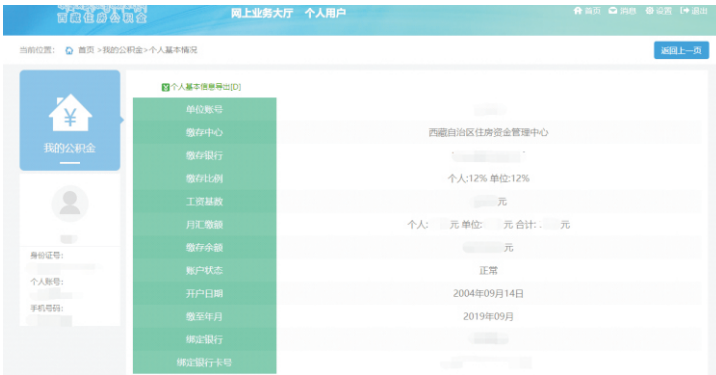 西藏住房公积金 网上业务大厅 个人用户 首页 消息 设置 退出
当前位置： 首页 >我的公积金>个人基本情况 返回上一页
我的公积金
身份证号：
个人账号：
手机号码：
个人基本信息导出[D]
单位账号
缴存中心 西藏自治区住房资金管理中心
缴存银行
缴存比例 个人:12% 单位:12%
工资基数 元
月汇缴额 个人: 元 单位: 元 合计: 元
缴存余额 元
账户状态 正常
开户日期 2004年09月14日
缴至年月 2019年09月
绑定银行
绑定银行卡号